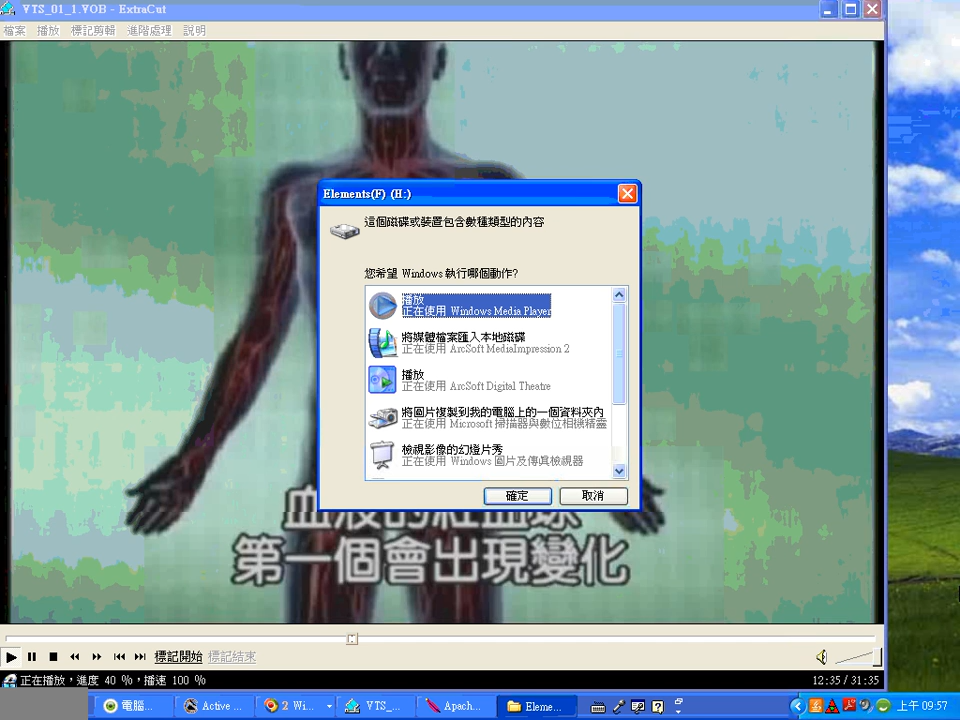 VTS_01_1.VOB - ExtraCut
檔案 播放 標記剪輯 進階處理 說明
Elements(F) (H:)
這個磁碟或裝置包含數種類型的內容
您希望 Windows 執行哪個動作?
播放
正在使用 Windows Media Player
將媒體檔案匯入本地磁碟
正在使用 ArcSoft MediaImpression 2
播放
正在使用 ArcSoft Digital Theatre
將圖片複製到我的電腦上的一個資料夾內
正在使用 Microsoft 掃描器與數位相機精靈
檢視影像的幻燈片秀
正在使用 Windows 圖片及傳真檢視器
確定 取消
血液的紅血球
第一個會出現變化
標記開始 標記結束
正在播放，進度 40 %，播速 100 % 12:35 / 31:35
電腦... Active ... 2 Wi... VTS_... Apach... Eleme... 上午 09:57